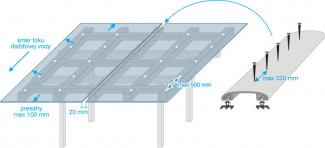 smer toku
dažďovej vody
max 330 mm
max 500 mm
presahy
max 100 mm
20 mm